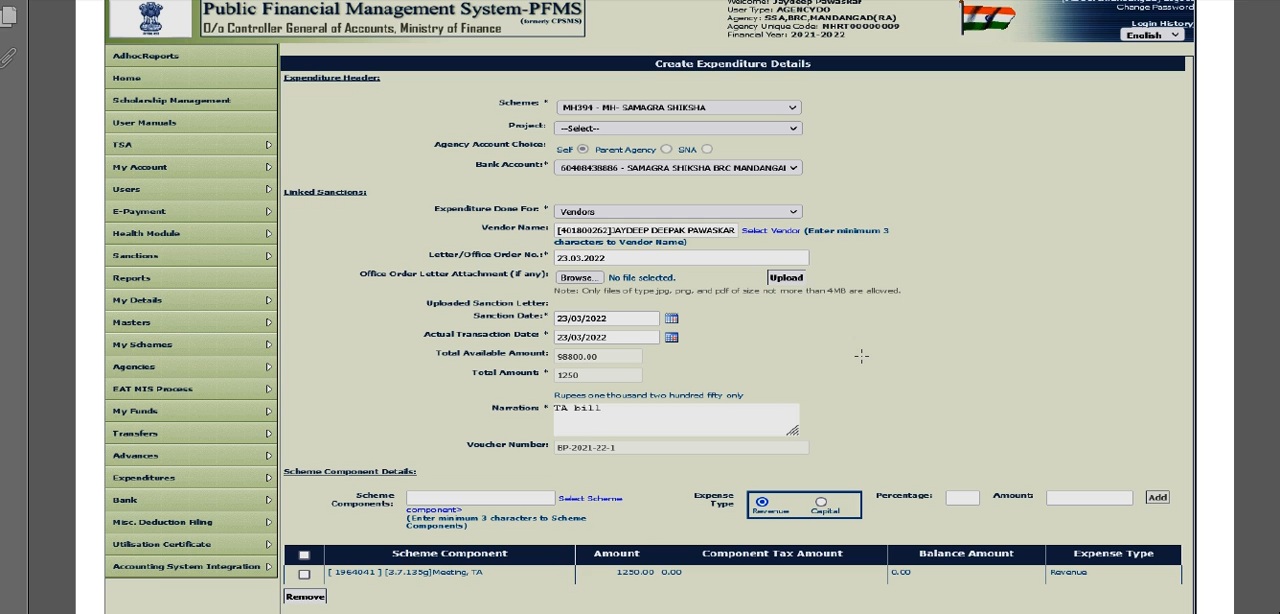 Public Financial Management System-PFMS
(formerly CPSMS)
O/o Controller General of Accounts, Ministry of Finance
Welcome: Jaydeep Pawaskar
User Type: AGENCYDO
Agency: SSA,BRC,MANDANGAD(RA)
Agency Unique Code: MHRT00000009
Financial Year: 2021-2022
Change Password
Login History
English
AdhocReports
Home
Scholarship Management
User Manuals
TSA
My Account
Users
E-Payment
Health Module
Sanctions
Reports
My Details
Masters
My Schemes
Agencies
EAT MIS Process
My Funds
Transfers
Advances
Expenditures
Bank
Misc. Deduction Filing
Utilisation Certificate
Accounting System Integration
Create Expenditure Details
Expenditure Header:
Scheme: * MH394 - MH- SAMAGRA SHIKSHA
Project: --Select--
Agency Account Choice: Self Parent Agency SNA
Bank Account:* 60408438886 - SAMAGRA SHIKSHA BRC MANDANGAI
Linked Sanctions:
Expenditure Done For: * Vendors
Vendor Name: [401800262]JAYDEEP DEEPAK PAWASKAR Select Vendor (Enter minimum 3
characters to Vendor Name)
Letter/Office Order No.:* 23.03.2022
Office Order Letter Attachment (if any): Browse... No file selected. Upload
Note: Only files of type jpg, png, and pdf of size not more than 4MB are allowed.
Uploaded Sanction Letter:
Sanction Date:* 23/03/2022
Actual Transaction Date: * 23/03/2022
Total Available Amount: 98800.00
Total Amount: * 1250
Rupees one thousand two hundred fifty only
Narration: * TA bill
Voucher Number: BP-2021-22-1
Scheme Component Details:
Scheme Components: Select Scheme
component>
(Enter minimum 3 characters to Scheme
Components)
Expense Type Revenue Capital
Percentage: Amount: Add
Scheme Component Amount Component Tax Amount Balance Amount Expense Type
[ 1964041 ] [3.7.135g]Meeting, TA 1250.00 0.00 0.00 Revenue
Remove